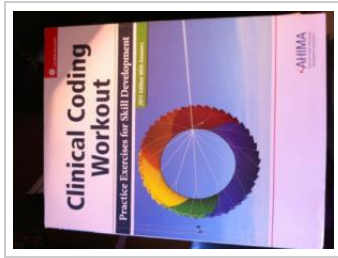 Clinical Coding
Workout
Practice Exercises for Skill Development
AHIMA